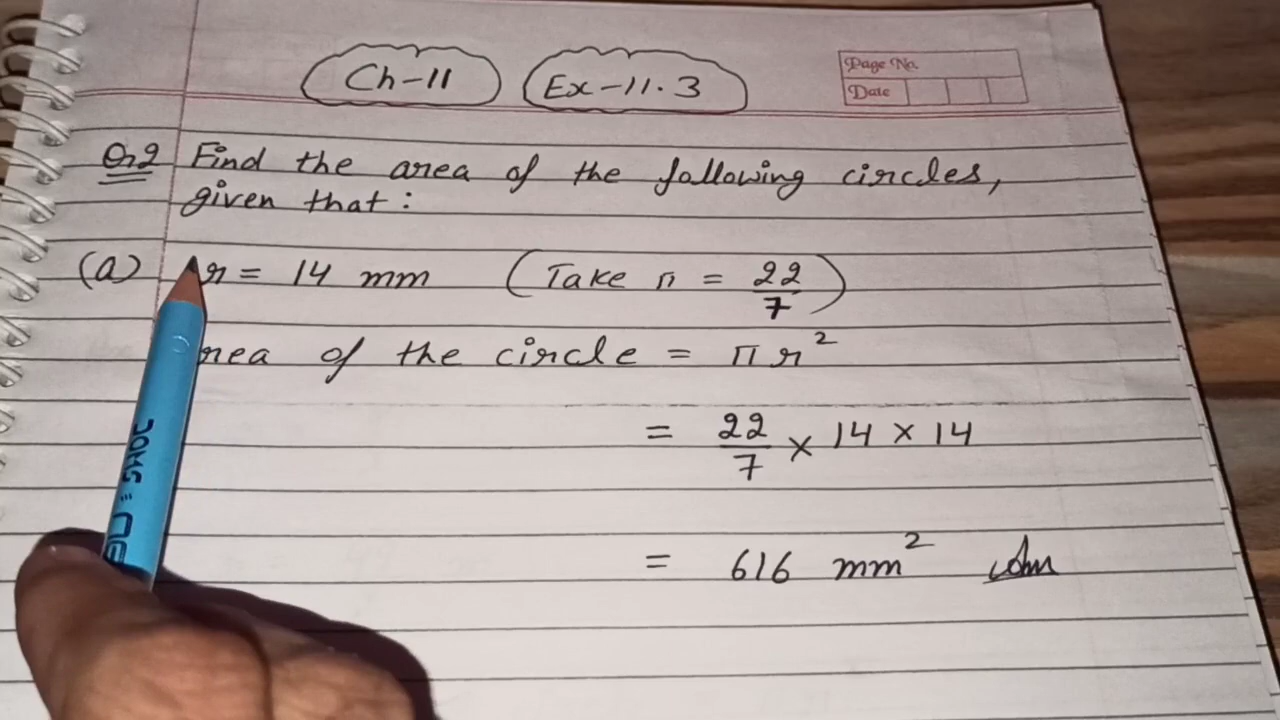 Ch-11 Ex-11.3
Page No.
Date
Qn2 Find the area of the following circles,
given that:
(a) r = 14 mm (Take π = 22/7)
rea of the circle = πr²
= 22/7 × 14 × 14
= 616 mm² Ans